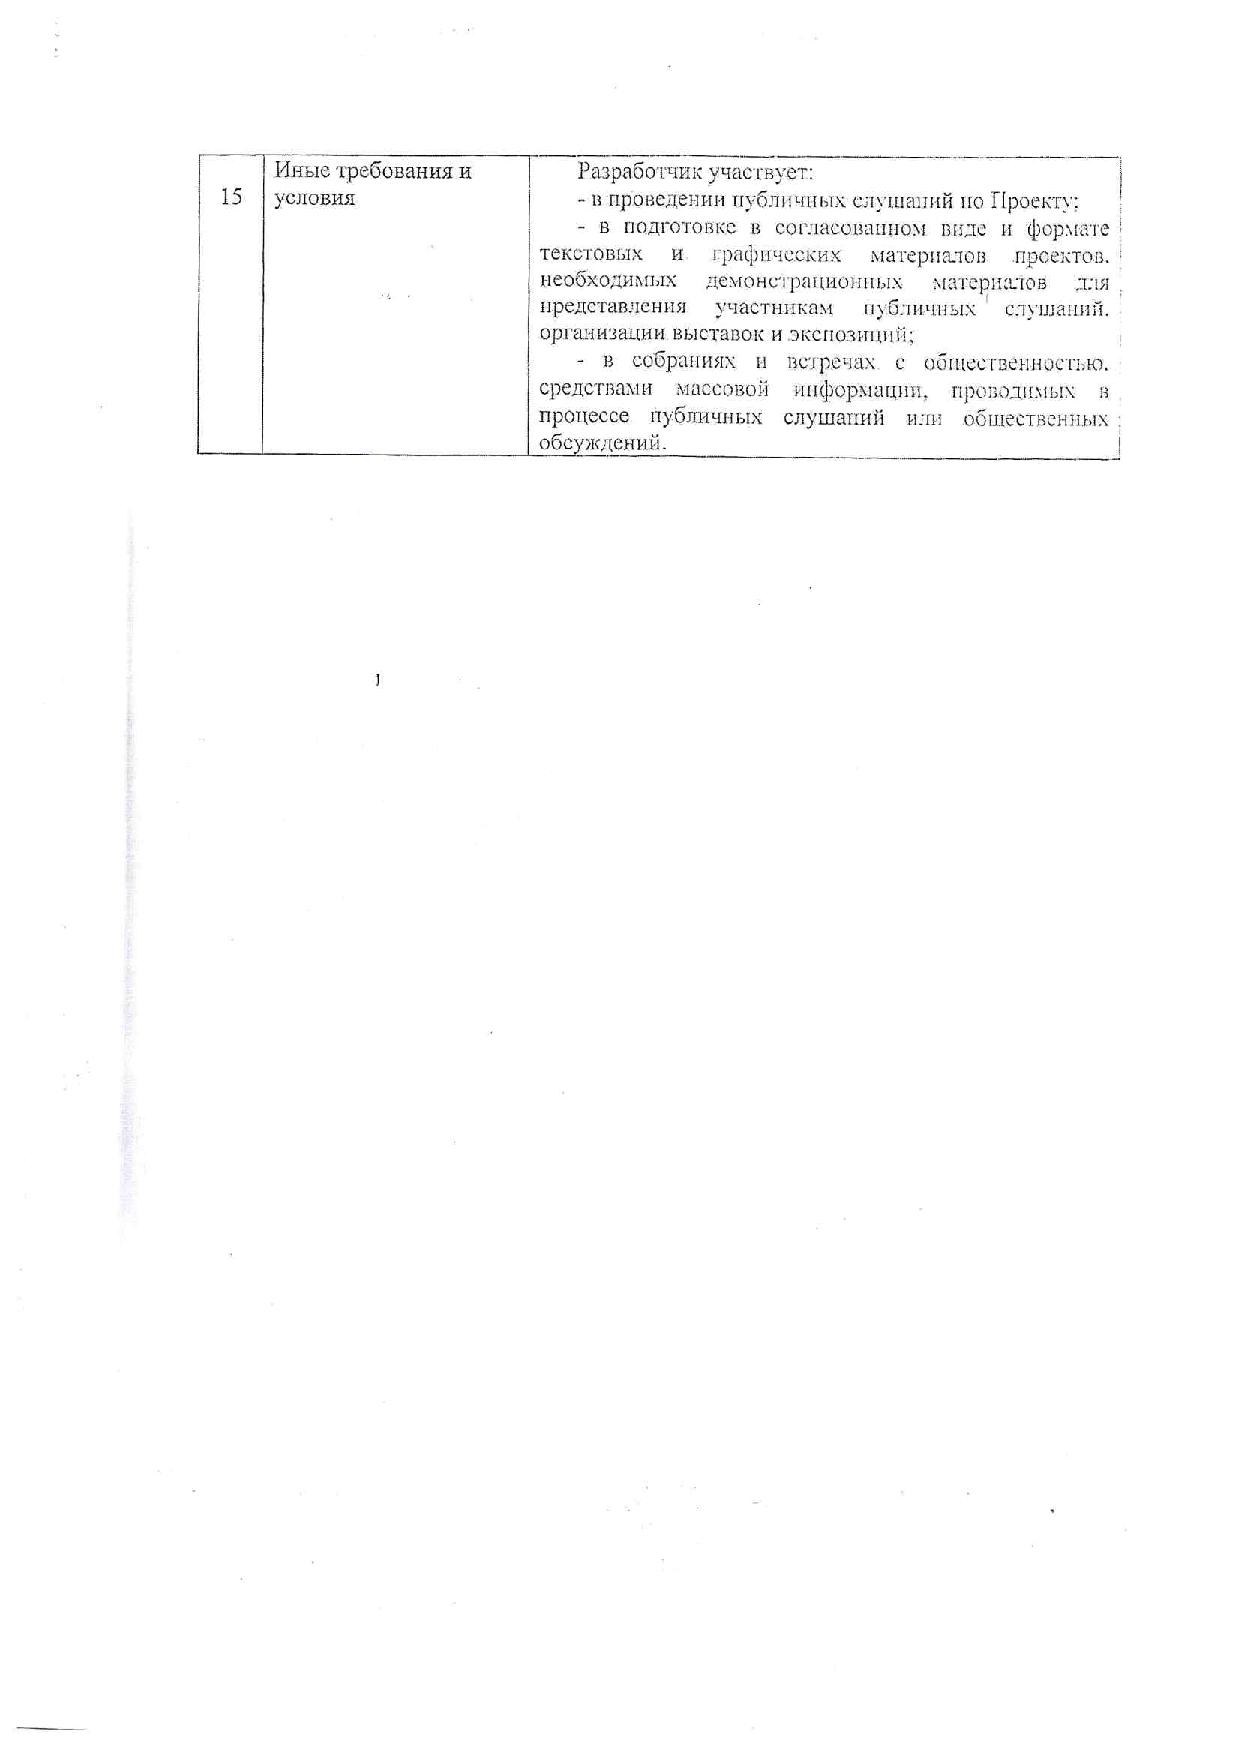 15
Иные требования и
условия
Разработчик участвует:
- в проведении публичных слушаний по Проекту;
- в подготовке в согласованном виде и формате
текстовых и графических материалов проектов,
необходимых демонстрационных материалов для
представления участникам публичных слушаний,
организации выставок и экспозиций;
- в собраниях и встречах с общественностью,
средствами массовой информации, проводимых в
процессе публичных слушаний или общественных
обсуждений.